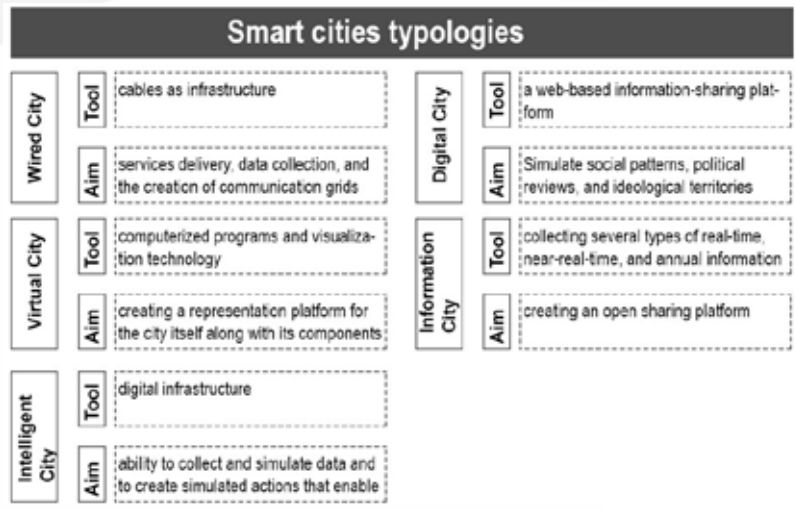 Smart cities typologies
Wired City
Tool
cables as infrastructure
Aim
services delivery, data collection, and
the creation of communication grids
Virtual City
Tool
computerized programs and visualiza-
tion technology
Aim
creating a representation platform for
the city itself along with its components
Intelligent
City
Tool
digital infrastructure
Aim
ability to collect and simulate data and
to create simulated actions that enable
Digital City
Tool
a web-based information-sharing plat-
form
Aim
Simulate social patterns, political
reviews, and ideological territories
Information
City
Tool
collecting several types of real-time,
near-real-time, and annual information
Aim
creating an open sharing platform